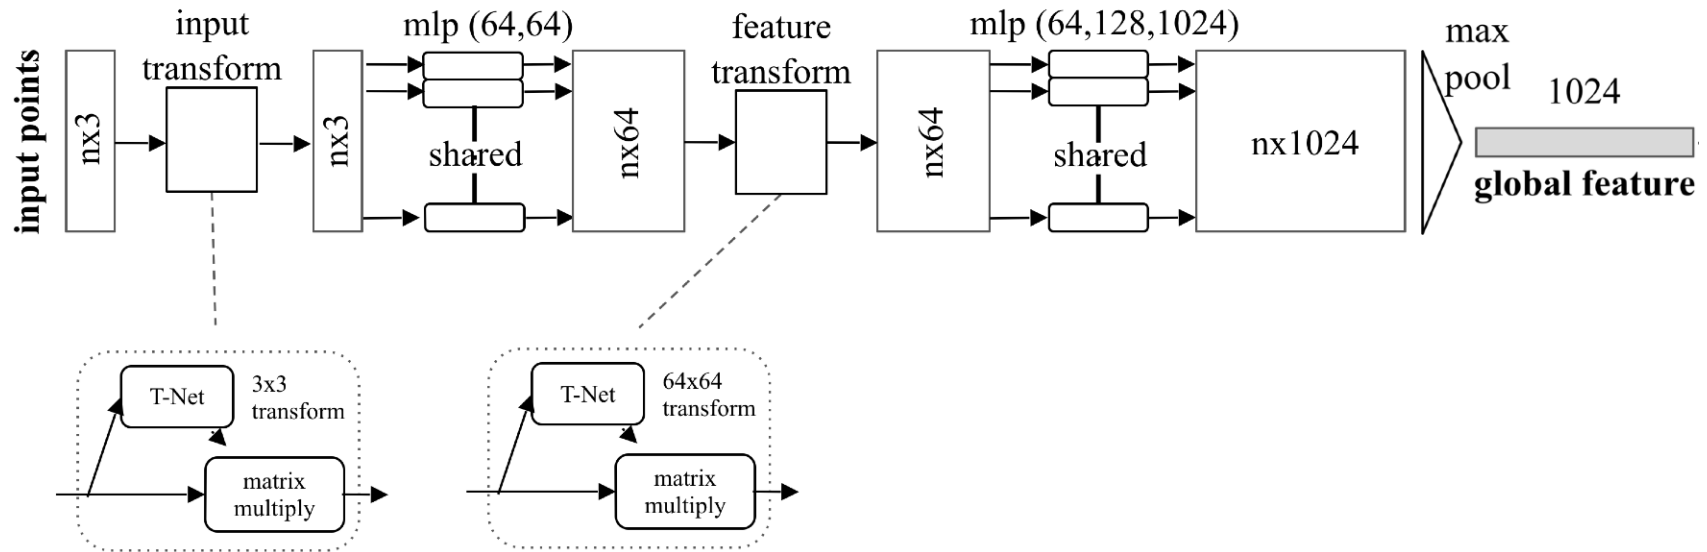 input
transform
mlp (64,64)
feature
transform
mlp (64,128,1024)
max
pool
1024
input points
nx3
nx3
shared
nx64
nx64
shared
nx1024
global feature
T-Net
3x3
transform
matrix
multiply
T-Net
64x64
transform
matrix
multiply